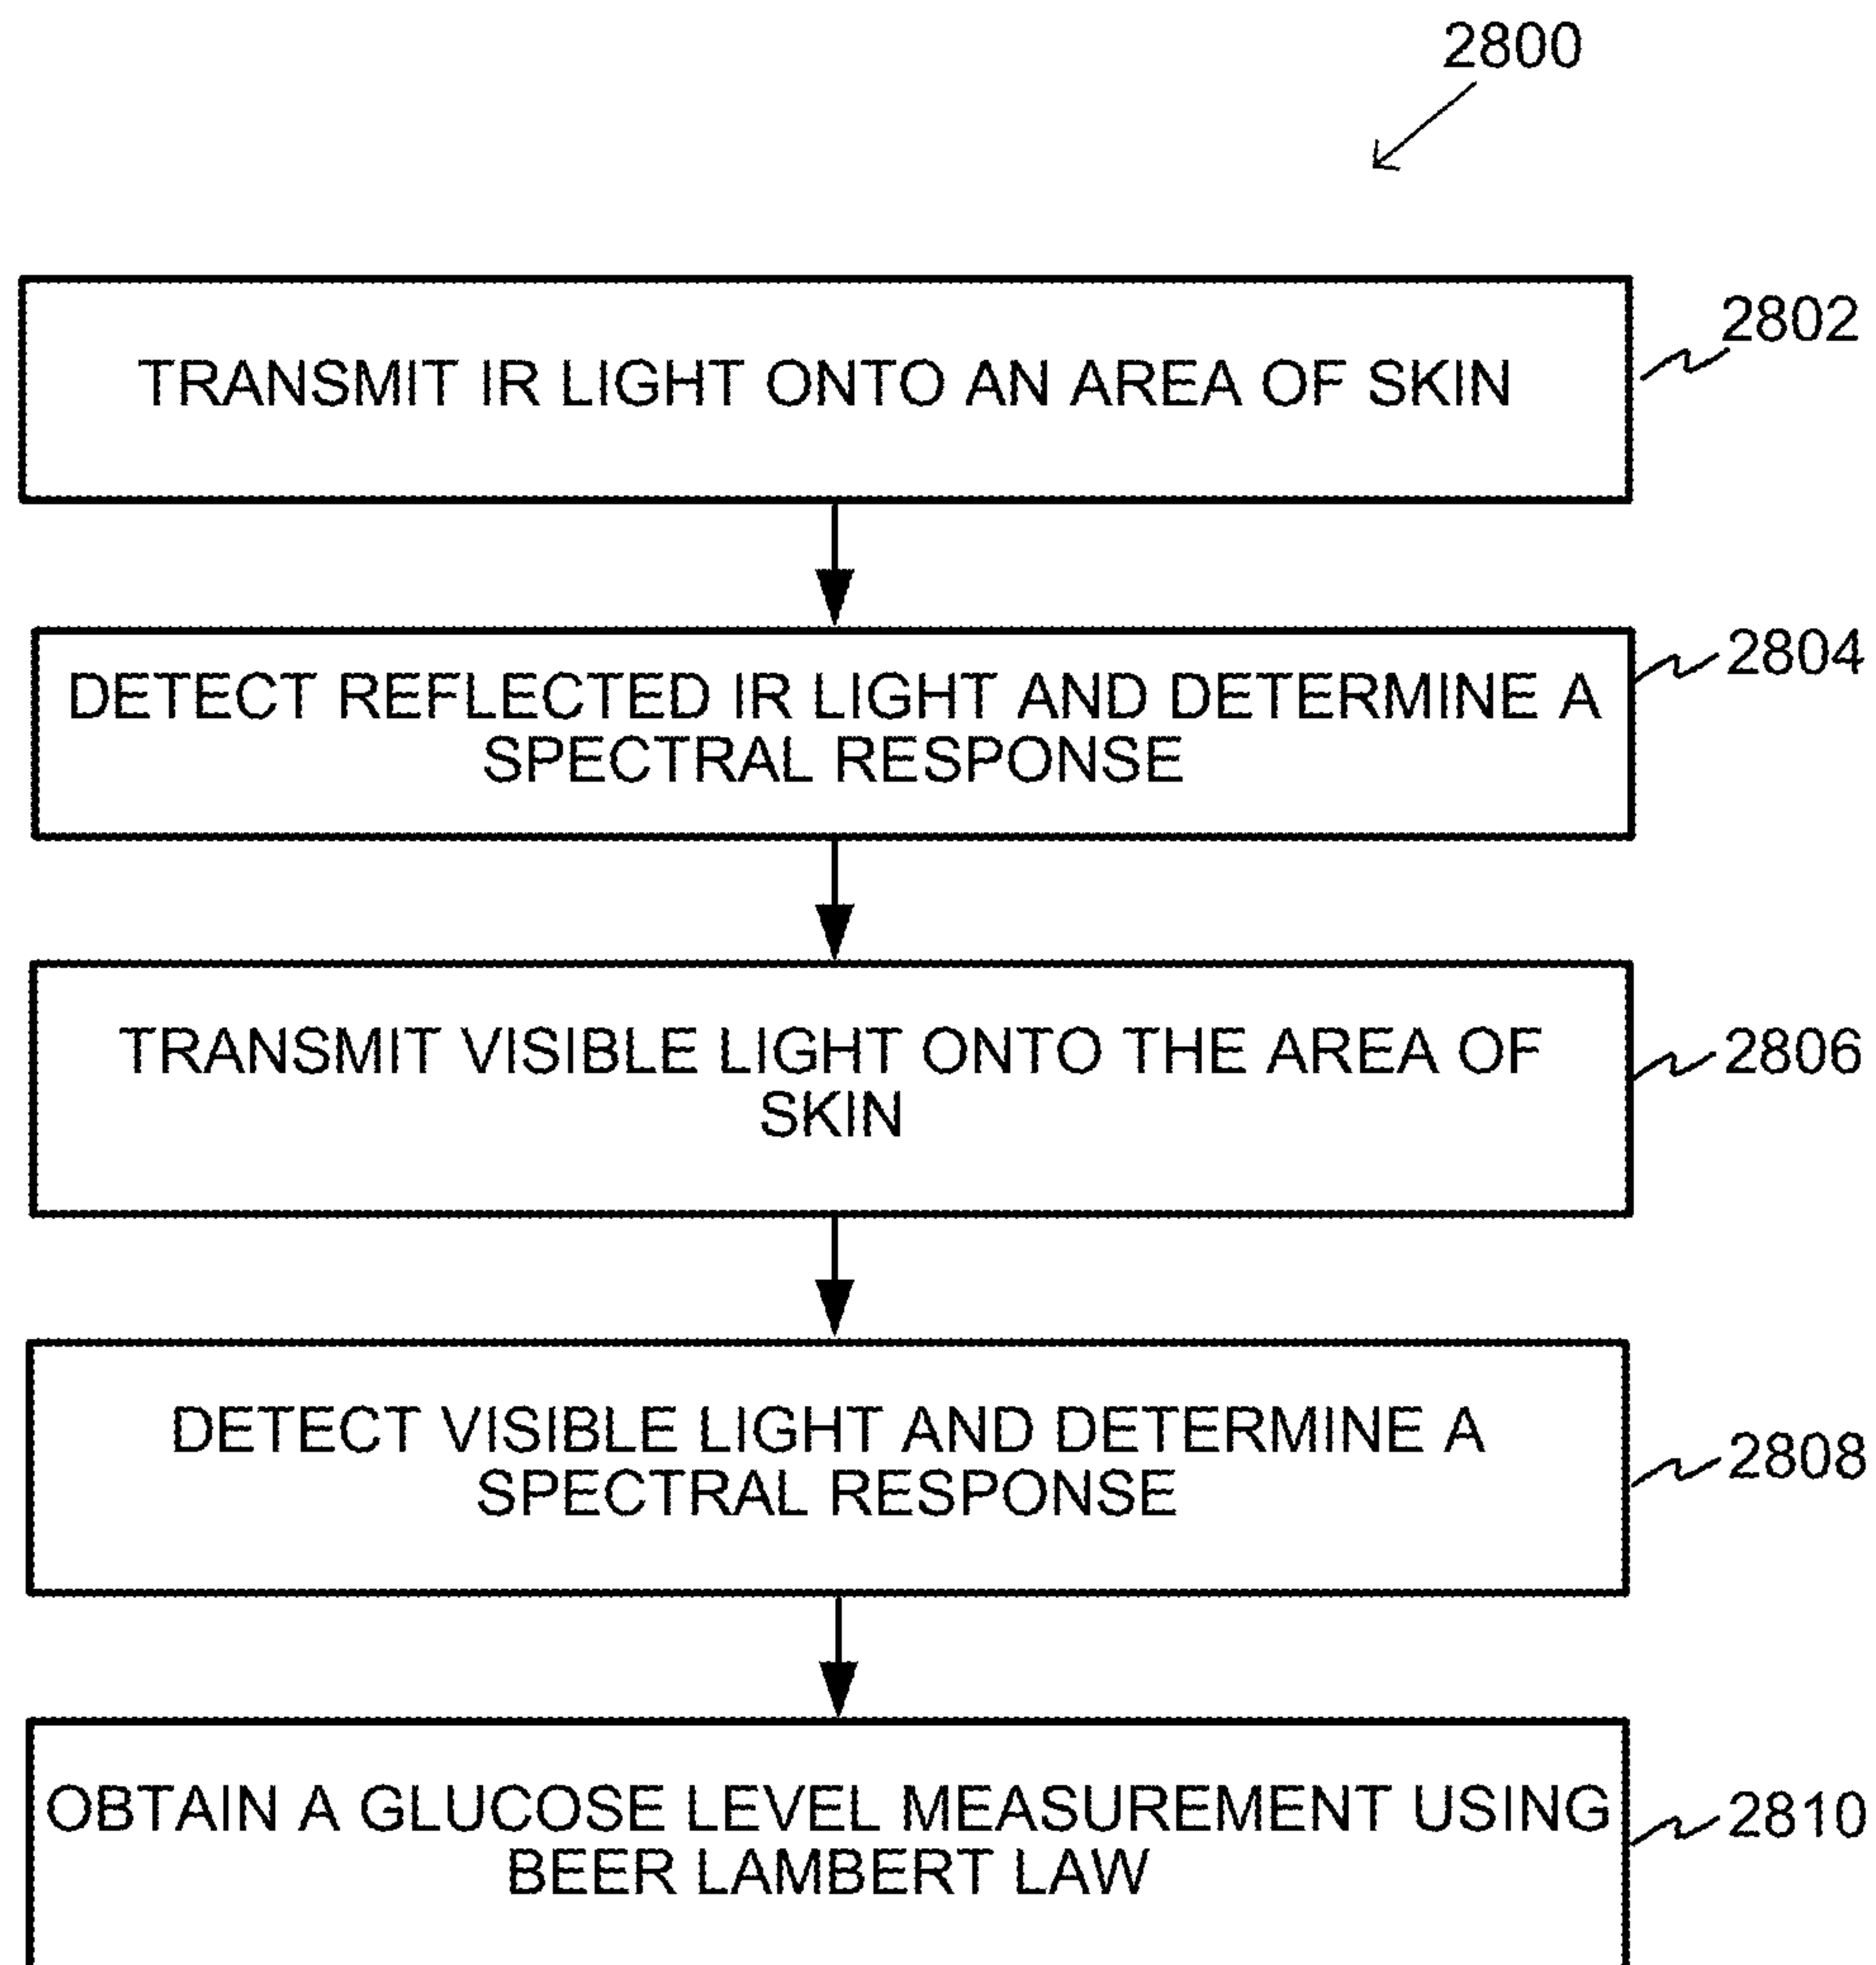 2800
TRANSMIT IR LIGHT ONTO AN AREA OF SKIN
2802
DETECT REFLECTED IR LIGHT AND DETERMINE A
SPECTRAL RESPONSE
2804
TRANSMIT VISIBLE LIGHT ONTO THE AREA OF
SKIN
2806
DETECT VISIBLE LIGHT AND DETERMINE A
SPECTRAL RESPONSE
2808
OBTAIN A GLUCOSE LEVEL MEASUREMENT USING
BEER LAMBERT LAW
2810